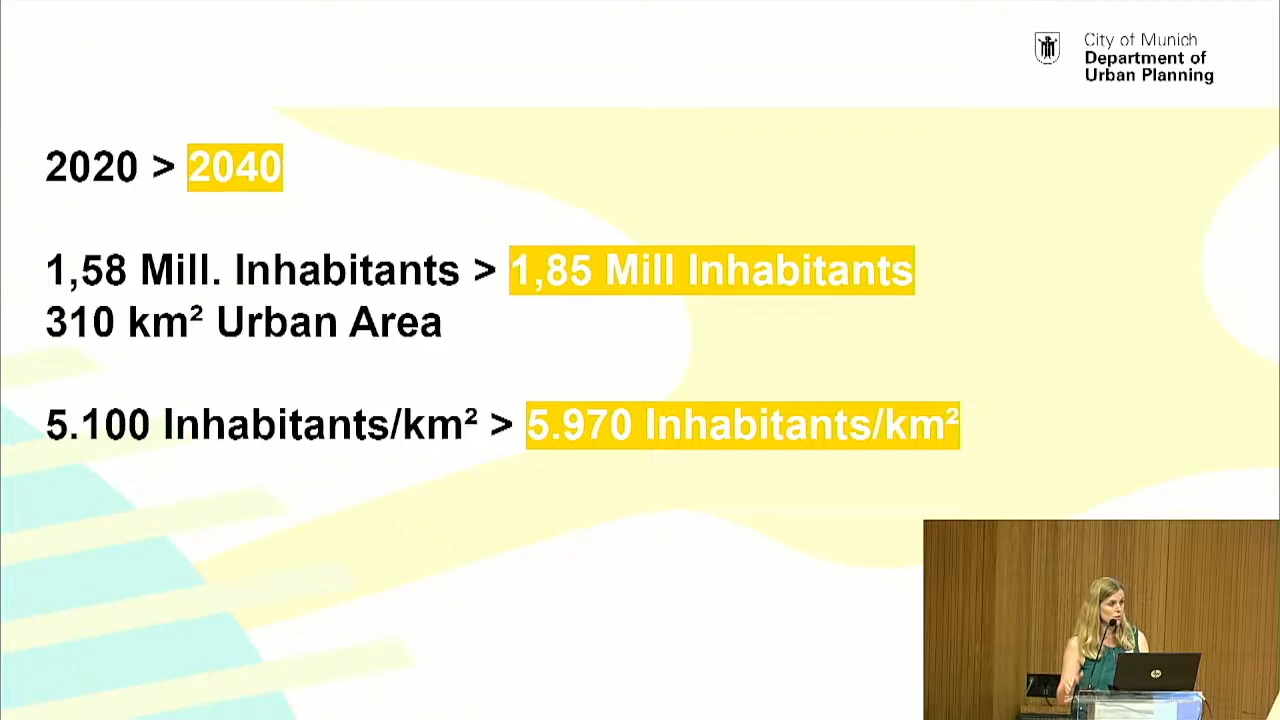 City of Munich
Department of
Urban Planning
2020 > 2040
1,58 Mill. Inhabitants > 1,85 Mill Inhabitants
310 km² Urban Area
5.100 Inhabitants/km² > 5.970 Inhabitants/km²